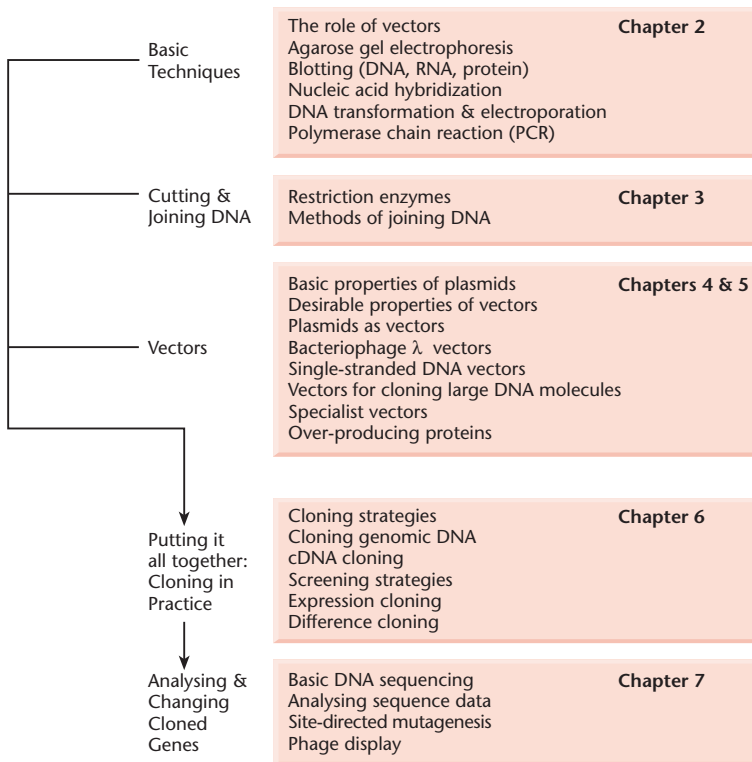 Basic
Techniques
The role of vectors
Chapter 2
Agarose gel electrophoresis
Blotting (DNA, RNA, protein)
Nucleic acid hybridization
DNA transformation & electroporation
Polymerase chain reaction (PCR)
Cutting &
Joining DNA
Restriction enzymes
Chapter 3
Methods of joining DNA
Vectors
Basic properties of plasmids
Chapters 4 & 5
Desirable properties of vectors
Plasmids as vectors
Bacteriophage λ vectors
Single-stranded DNA vectors
Vectors for cloning large DNA molecules
Specialist vectors
Over-producing proteins
Putting it
all together:
Cloning in
Practice
Cloning strategies
Chapter 6
Cloning genomic DNA
cDNA cloning
Screening strategies
Expression cloning
Difference cloning
Analysing &
Changing
Cloned
Genes
Basic DNA sequencing
Chapter 7
Analysing sequence data
Site-directed mutagenesis
Phage display